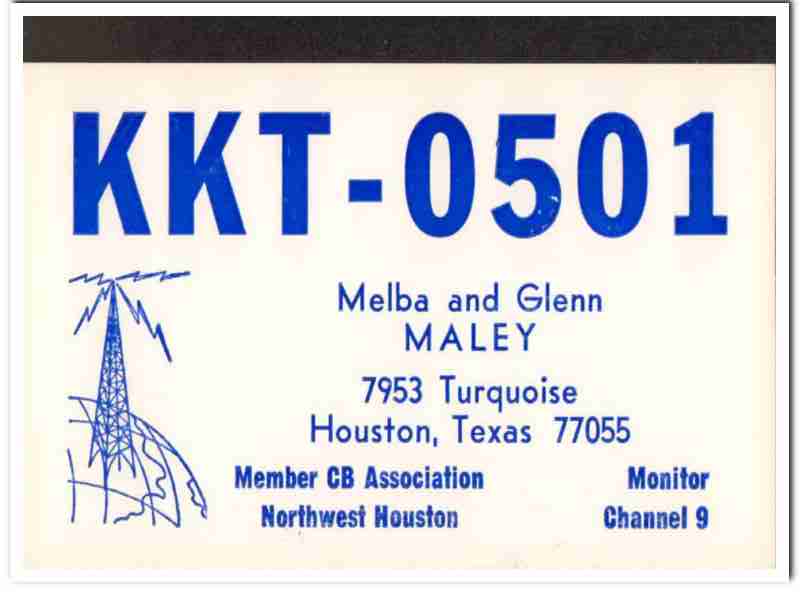 KKT-0501
Melba and Glenn
MALEY
7953 Turquoise
Houston, Texas 77055
Member CB Association
Northwest Houston
Monitor
Channel 9